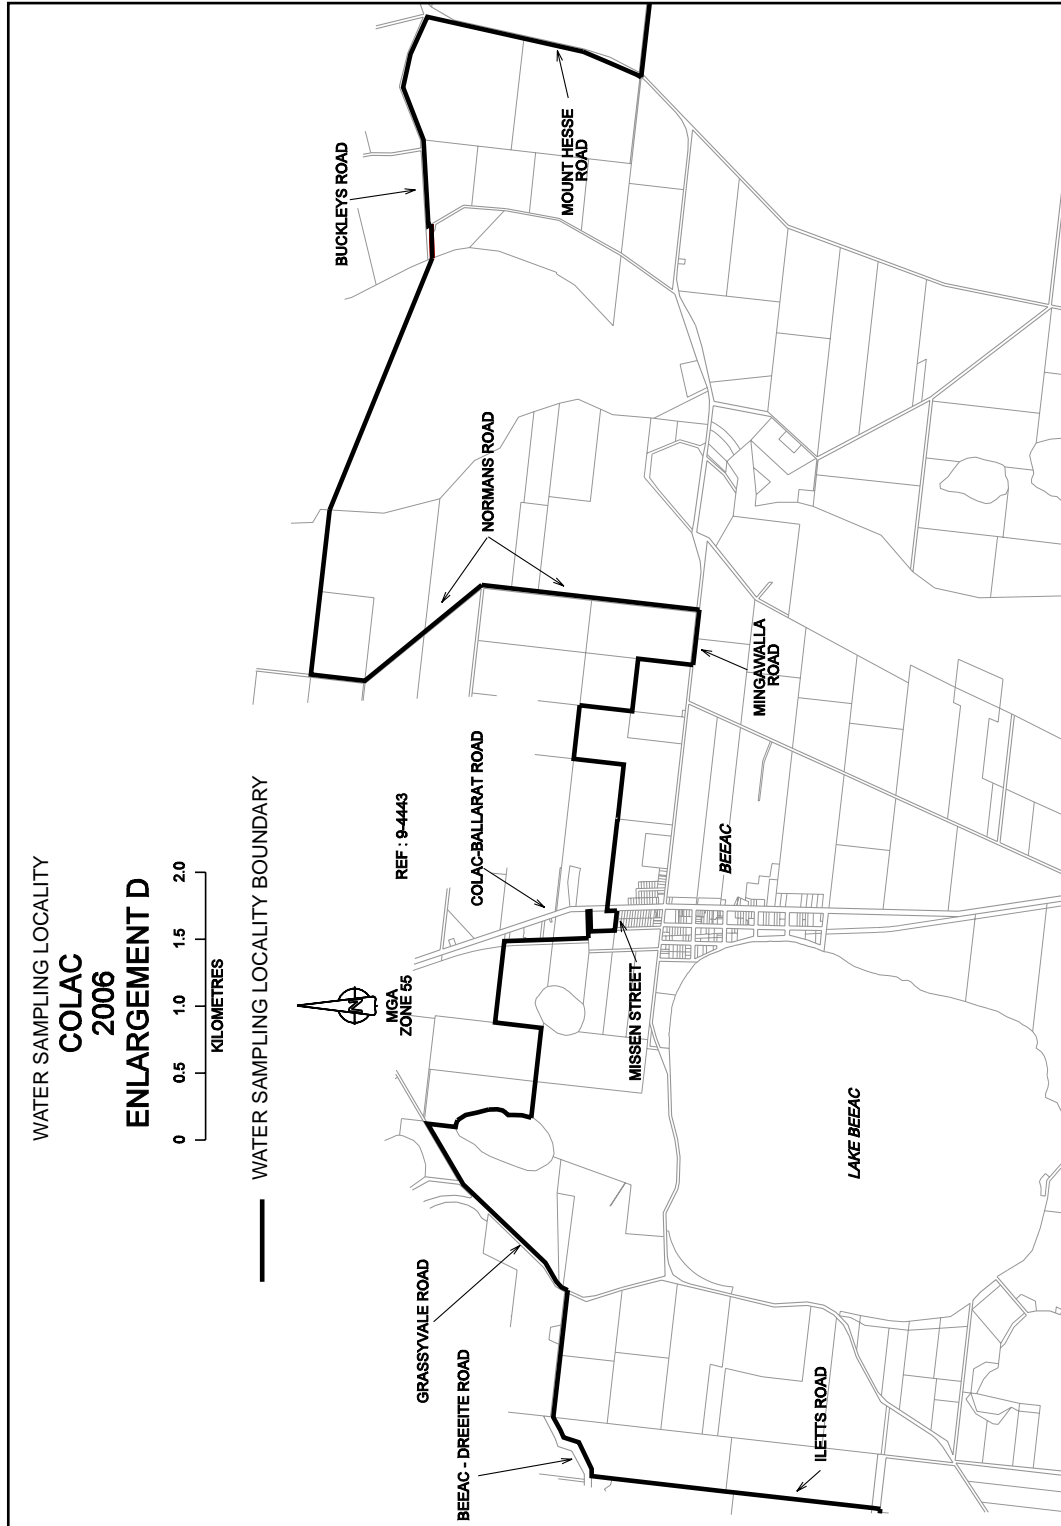 WATER SAMPLING LOCALITY
COLAC
2006
ENLARGEMENT D
0 0.5 1.0 1.5 2.0
KILOMETRES
WATER SAMPLING LOCALITY BOUNDARY
N
MGA
ZONE 55
REF : 9-4443
BEEAC - DREEITE ROAD
GRASSYVALE ROAD
COLAC-BALLARAT ROAD
NORMANS ROAD
BUCKLEYS ROAD
MOUNT HESSE
ROAD
MISSEN STREET
MINGAWALLA
ROAD
BEEAC
ILETTS ROAD
LAKE BEEAC